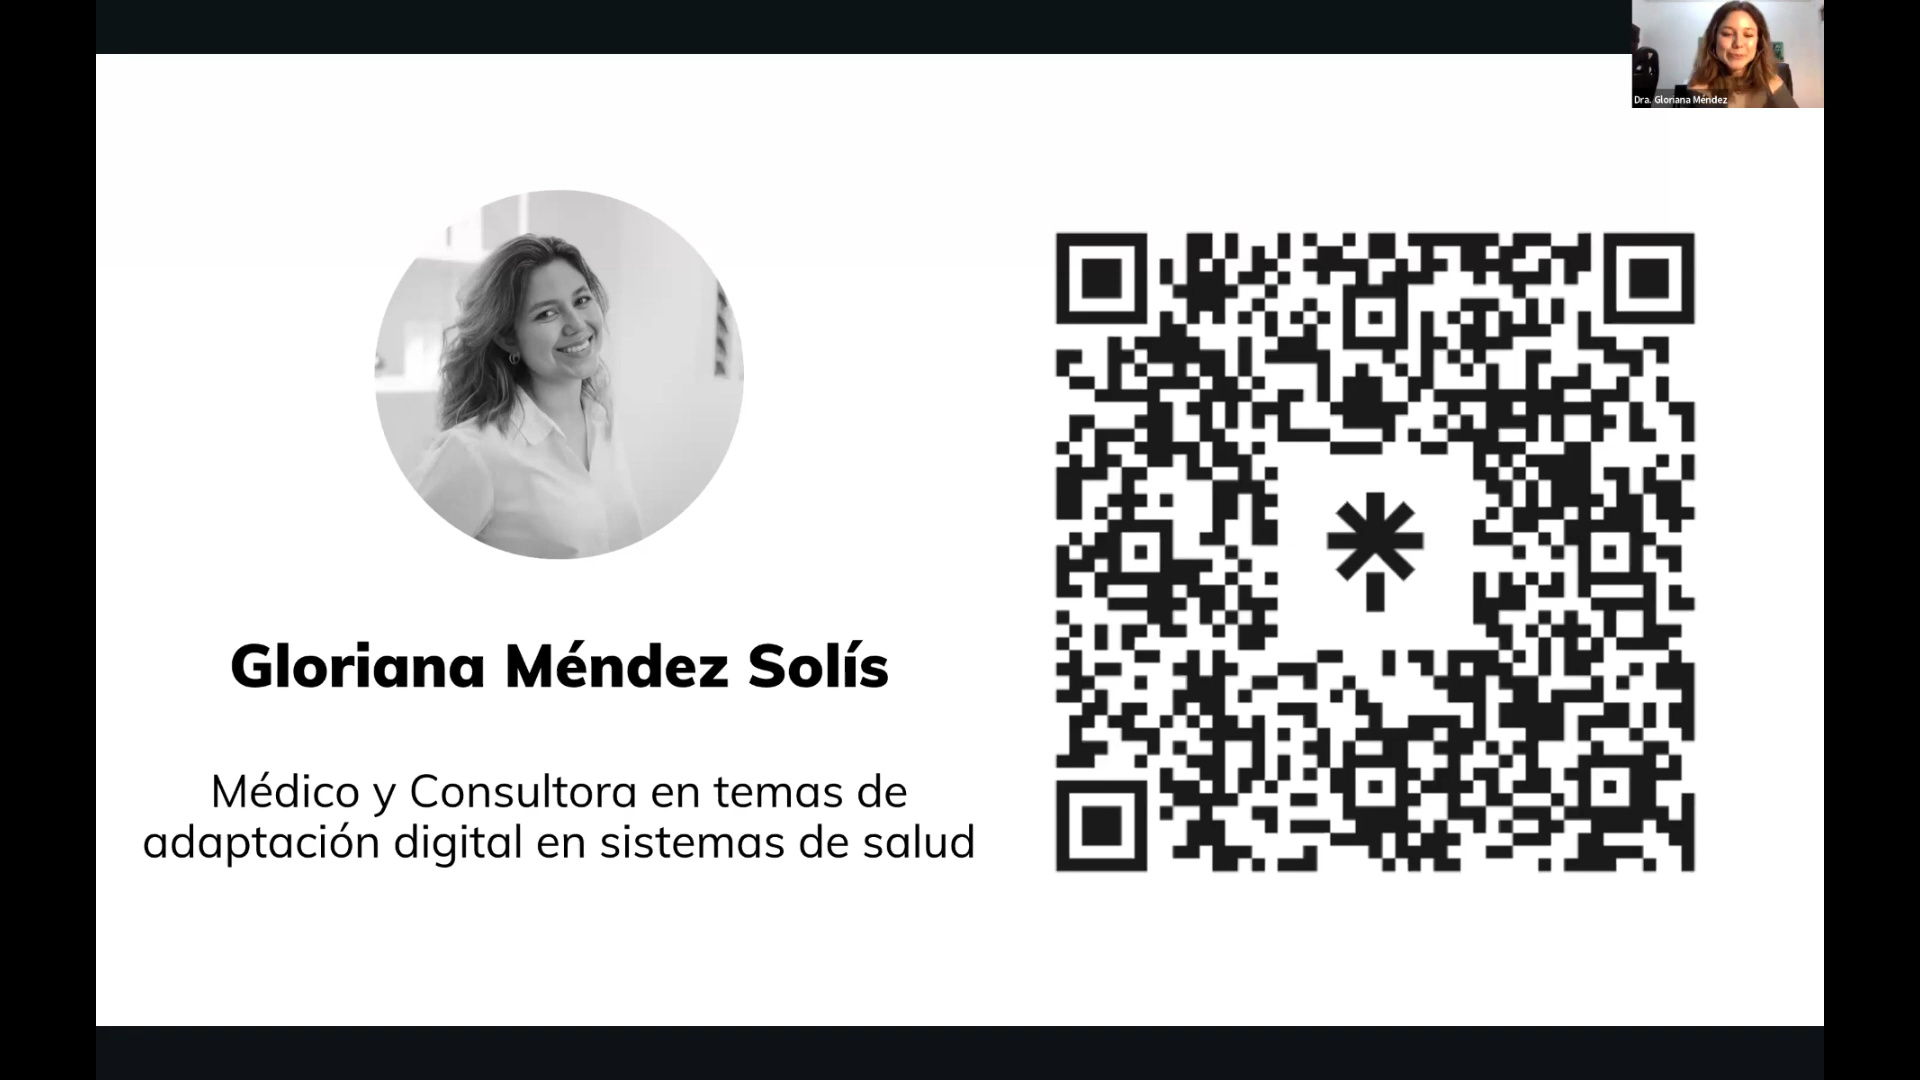 Dra. Gloriana Méndez
Gloriana Méndez Solís
Médico y Consultora en temas de
adaptación digital en sistemas de salud